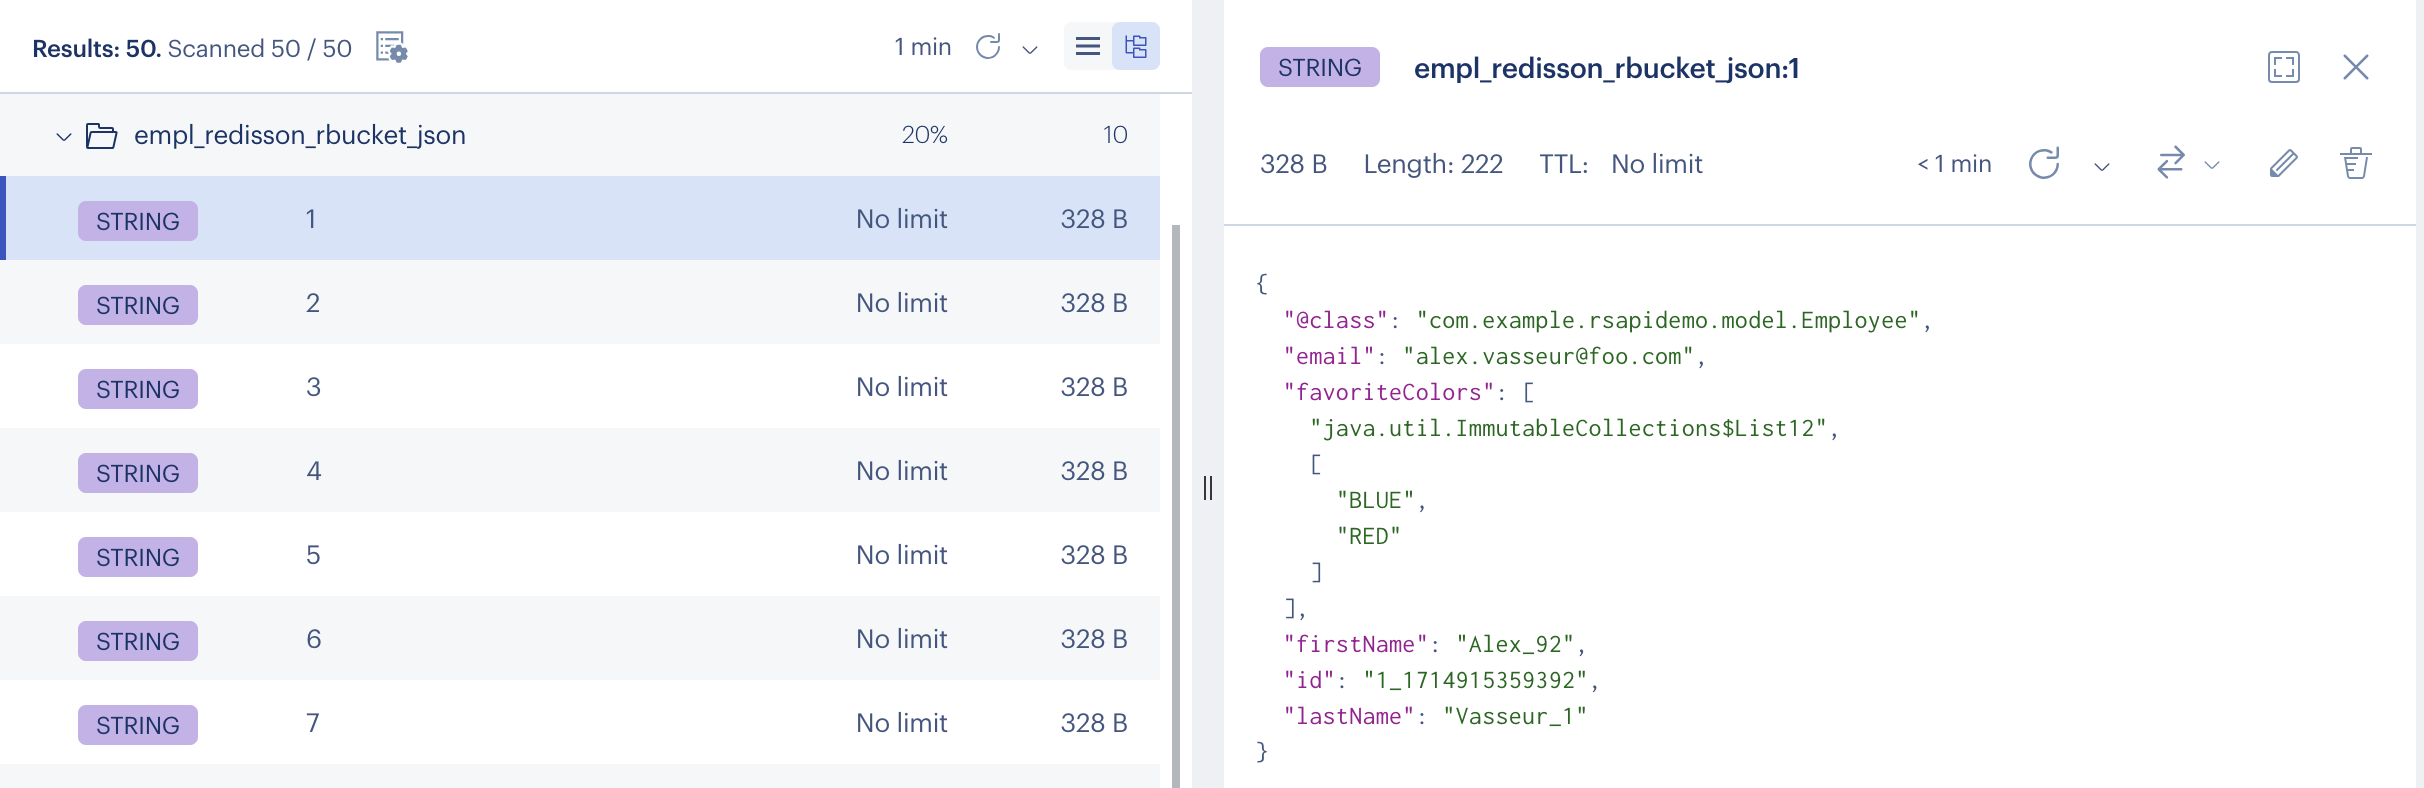 Results: 50. Scanned 50 / 50 1 min
empl_redisson_rbucket_json 20% 10
STRING 1 No limit 328 B
STRING 2 No limit 328 B
STRING 3 No limit 328 B
STRING 4 No limit 328 B
STRING 5 No limit 328 B
STRING 6 No limit 328 B
STRING 7 No limit 328 B
STRING empl_redisson_rbucket_json:1
328 B Length: 222 TTL: No limit < 1 min
{
  "@class": "com.example.rsapidemo.model.Employee",
  "email": "alex.vasseur@foo.com",
  "favoriteColors": [
    "java.util.ImmutableCollections$List12",
    [
      "BLUE",
      "RED"
    ]
  ],
  "firstName": "Alex_92",
  "id": "1_1714915359392",
  "lastName": "Vasseur_1"
}